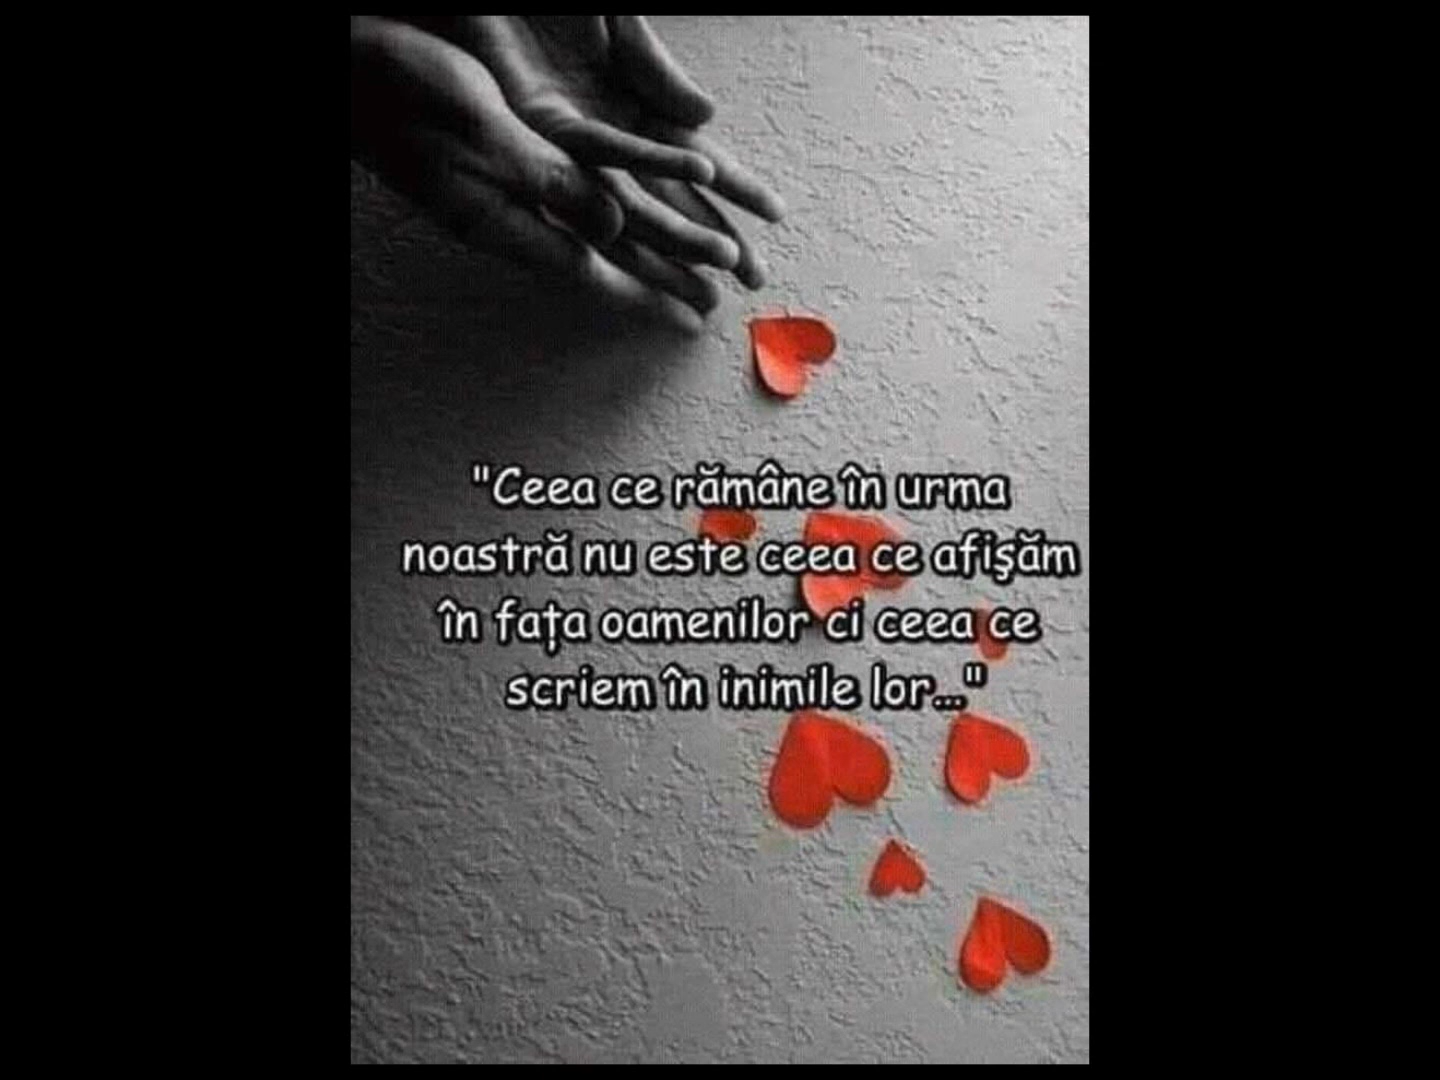 "Ceea ce rămâne în urma
noastră nu este ceea ce afişăm
în fața oamenilor ci ceea ce
scriem în inimile lor..."